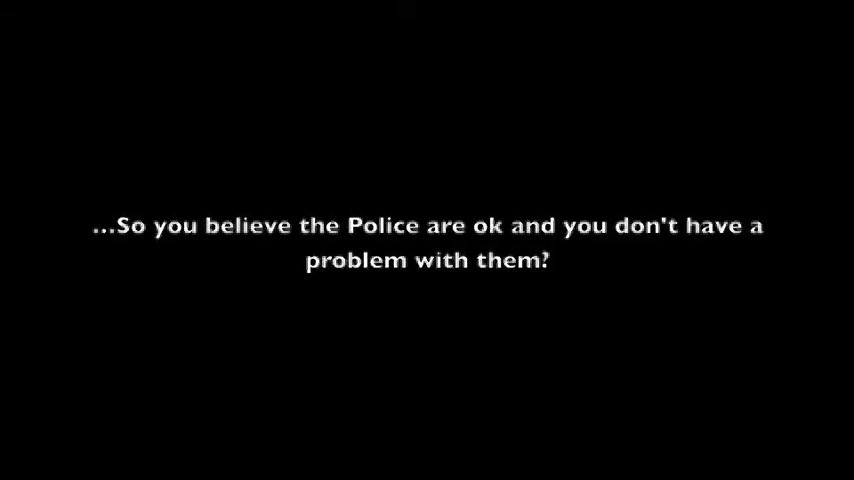 ...So you believe the Police are ok and you don't have a
problem with them?